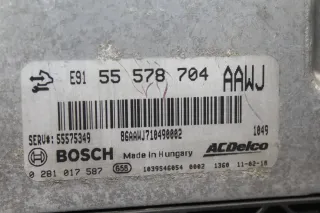 E91 55 578 704 AAWJ
SERV#: 55575349 B6AAWJ710490002 1049
BOSCH Made in Hungary ACDelco
0 281 017 587 655 1039S46054 0002 1360 11-02-10